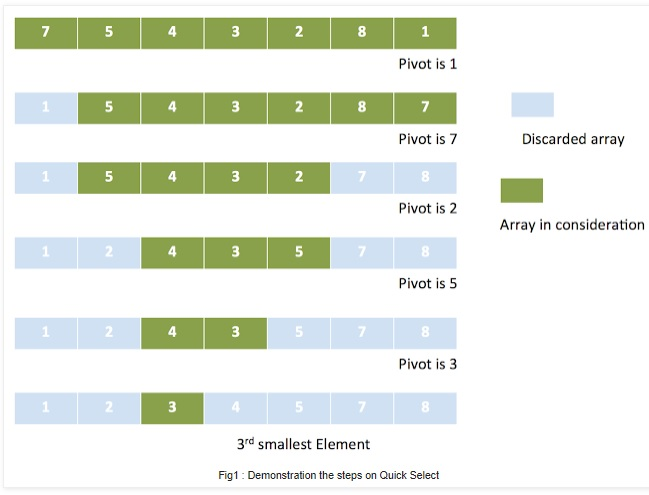 7 5 4 3 2 8 1
Pivot is 1
1 5 4 3 2 8 7
Pivot is 7
Discarded array
1 5 4 3 2 7 8
Pivot is 2
Array in consideration
1 2 4 3 5 7 8
Pivot is 5
1 2 4 3 5 7 8
Pivot is 3
1 2 3 4 5 7 8
3rd smallest Element
Fig1 : Demonstration the steps on Quick Select